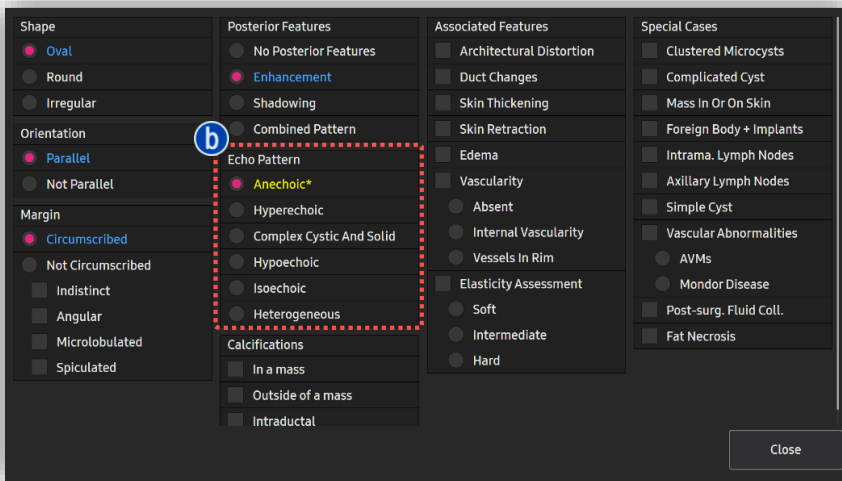 Shape
Oval
Round
Irregular
Orientation
Parallel
Not Parallel
Margin
Circumscribed
Not Circumscribed
Indistinct
Angular
Microlobulated
Spiculated
Posterior Features
No Posterior Features
Enhancement
Shadowing
Combined Pattern
b
Echo Pattern
Anechoic*
Hyperechoic
Complex Cystic And Solid
Hypoechoic
Isoechoic
Heterogeneous
Calcifications
In a mass
Outside of a mass
Intraductal
Associated Features
Architectural Distortion
Duct Changes
Skin Thickening
Skin Retraction
Edema
Vascularity
Absent
Internal Vascularity
Vessels In Rim
Elasticity Assessment
Soft
Intermediate
Hard
Special Cases
Clustered Microcysts
Complicated Cyst
Mass In Or On Skin
Foreign Body + Implants
Intrama. Lymph Nodes
Axillary Lymph Nodes
Simple Cyst
Vascular Abnormalities
AVMs
Mondor Disease
Post-surg. Fluid Coll.
Fat Necrosis
Close